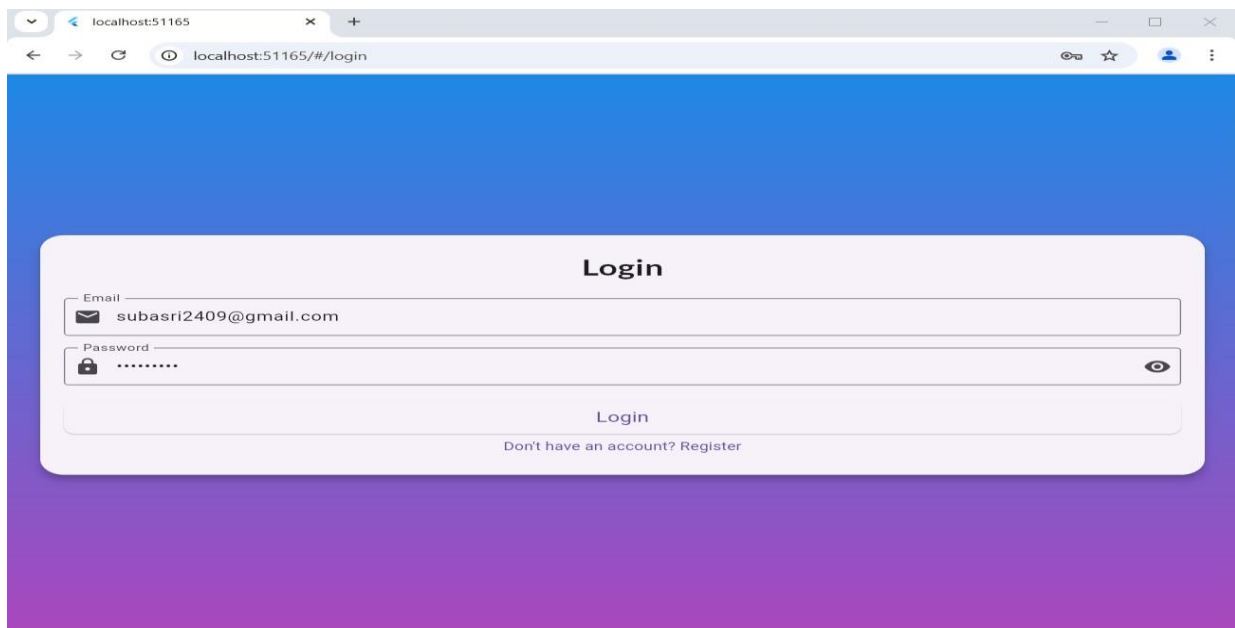 localhost:51165
localhost:51165/#/login
Login
Email
subasri2409@gmail.com
Password
•••••••••
Login
Don't have an account? Register